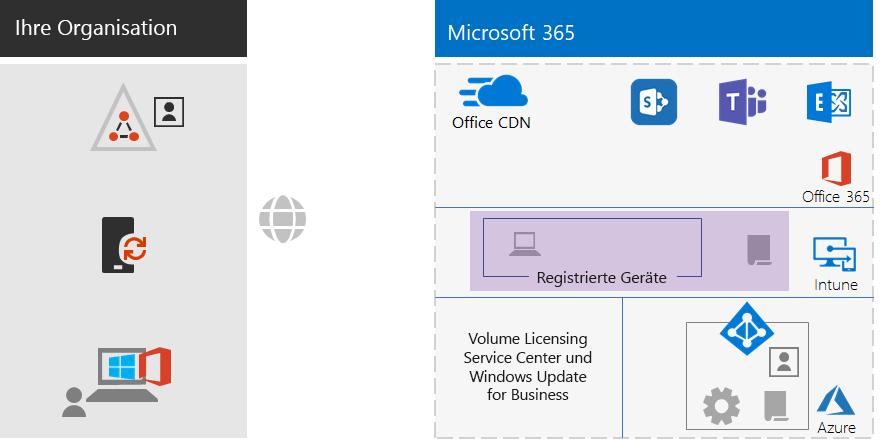 Ihre Organisation
Microsoft 365
Office CDN
S
T
E
Office 365
Registrierte Geräte
Intune
Volume Licensing
Service Center und
Windows Update
for Business
Azure